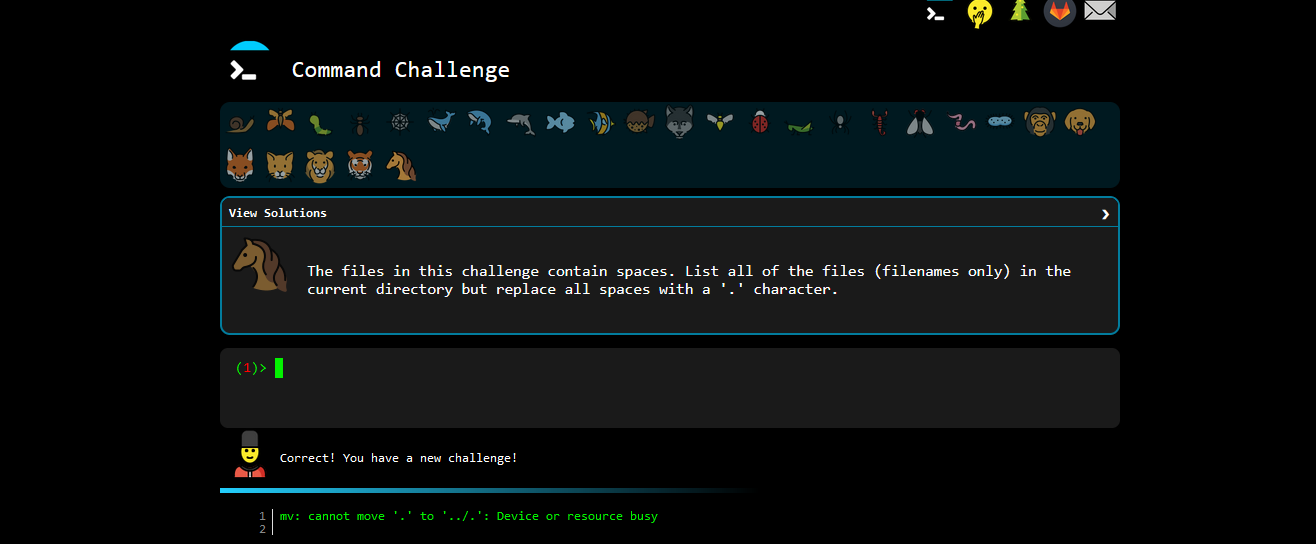 Command Challenge
View Solutions
The files in this challenge contain spaces. List all of the files (filenames only) in the
current directory but replace all spaces with a '.' character.
(1)>
Correct! You have a new challenge!
1 mv: cannot move '.' to '../.': Device or resource busy
2